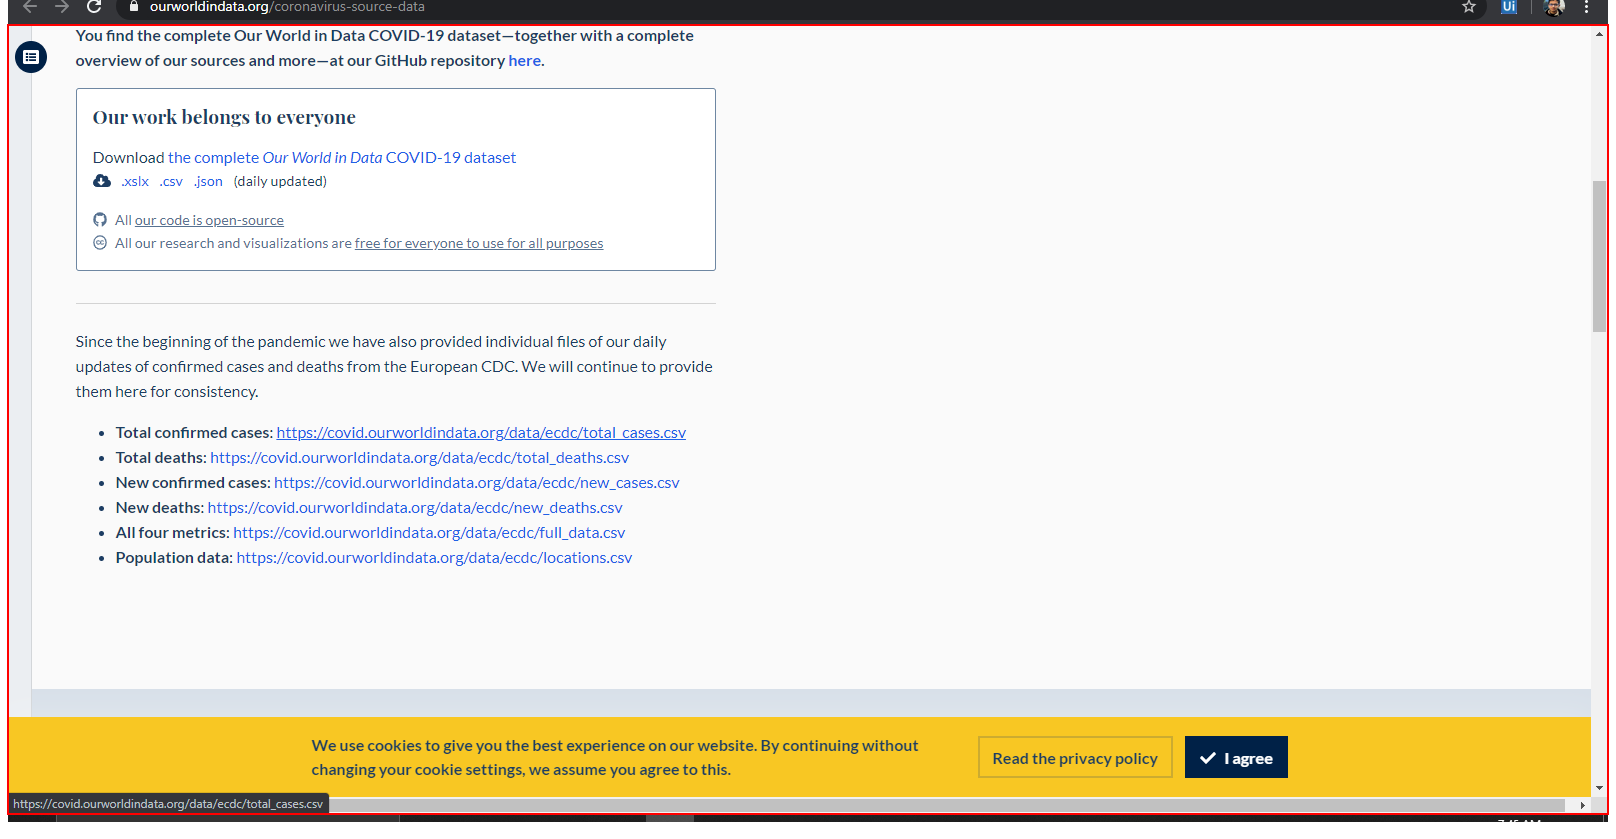 ourworldindata.org/coronavirus-source-data
Ui
You find the complete Our World in Data COVID-19 dataset—together with a complete
overview of our sources and more—at our GitHub repository here.
Our work belongs to everyone
Download the complete Our World in Data COVID-19 dataset
.xslx .csv .json (daily updated)
All our code is open-source
All our research and visualizations are free for everyone to use for all purposes
Since the beginning of the pandemic we have also provided individual files of our daily
updates of confirmed cases and deaths from the European CDC. We will continue to provide
them here for consistency.
• Total confirmed cases: https://covid.ourworldindata.org/data/ecdc/total_cases.csv
• Total deaths: https://covid.ourworldindata.org/data/ecdc/total_deaths.csv
• New confirmed cases: https://covid.ourworldindata.org/data/ecdc/new_cases.csv
• New deaths: https://covid.ourworldindata.org/data/ecdc/new_deaths.csv
• All four metrics: https://covid.ourworldindata.org/data/ecdc/full_data.csv
• Population data: https://covid.ourworldindata.org/data/ecdc/locations.csv
We use cookies to give you the best experience on our website. By continuing without
changing your cookie settings, we assume you agree to this.
Read the privacy policy
I agree
https://covid.ourworldindata.org/data/ecdc/total_cases.csv